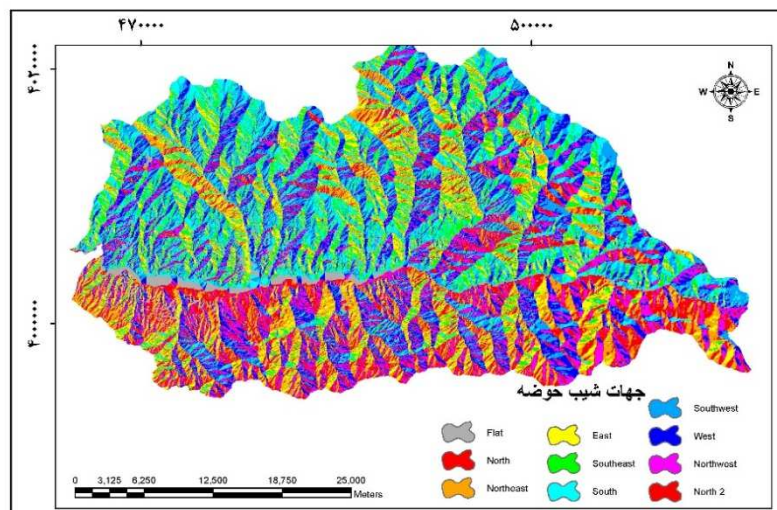 ۴۷۰۰۰۰ ۵۰۰۰۰۰
۴۰۲۰۰۰۰
۴۰۰۰۰۰۰
N
W E
S
جهات شیب حوضه
Flat
North
Northeast
East
Southeast
South
Southwest
West
Northwest
North 2
0 3,125 6,250 12,500 18,750 25,000
Meters